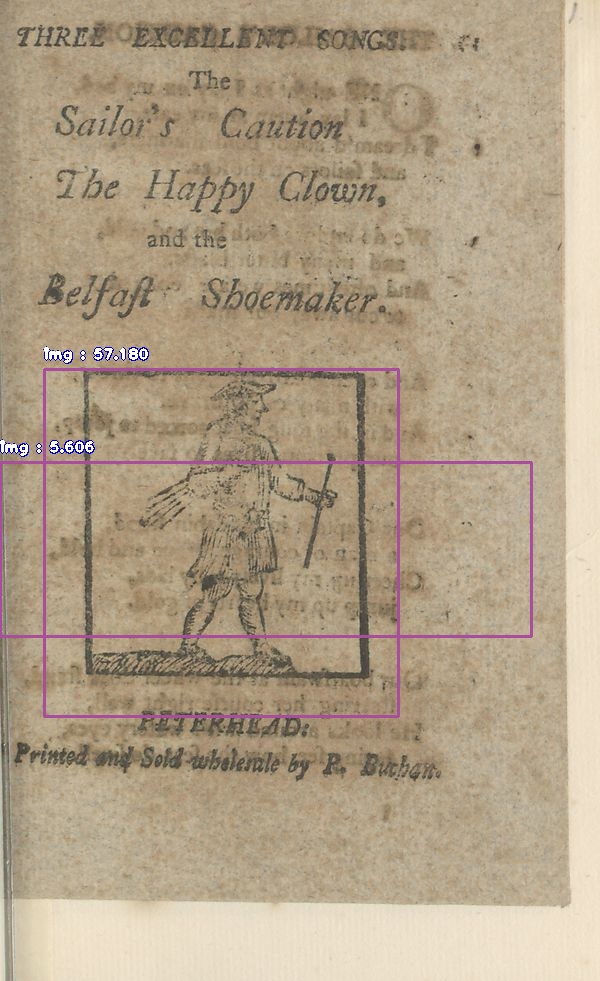 1
THREE EXCELLENT SONGS.
The
Sailor's Caution
The Happy Clown,
and the
Belfaſt Shoemaker.
Img : 57.180
Img : 5.606
PETERHEAD:
Printed and Sold wholesale by P. Buchan.